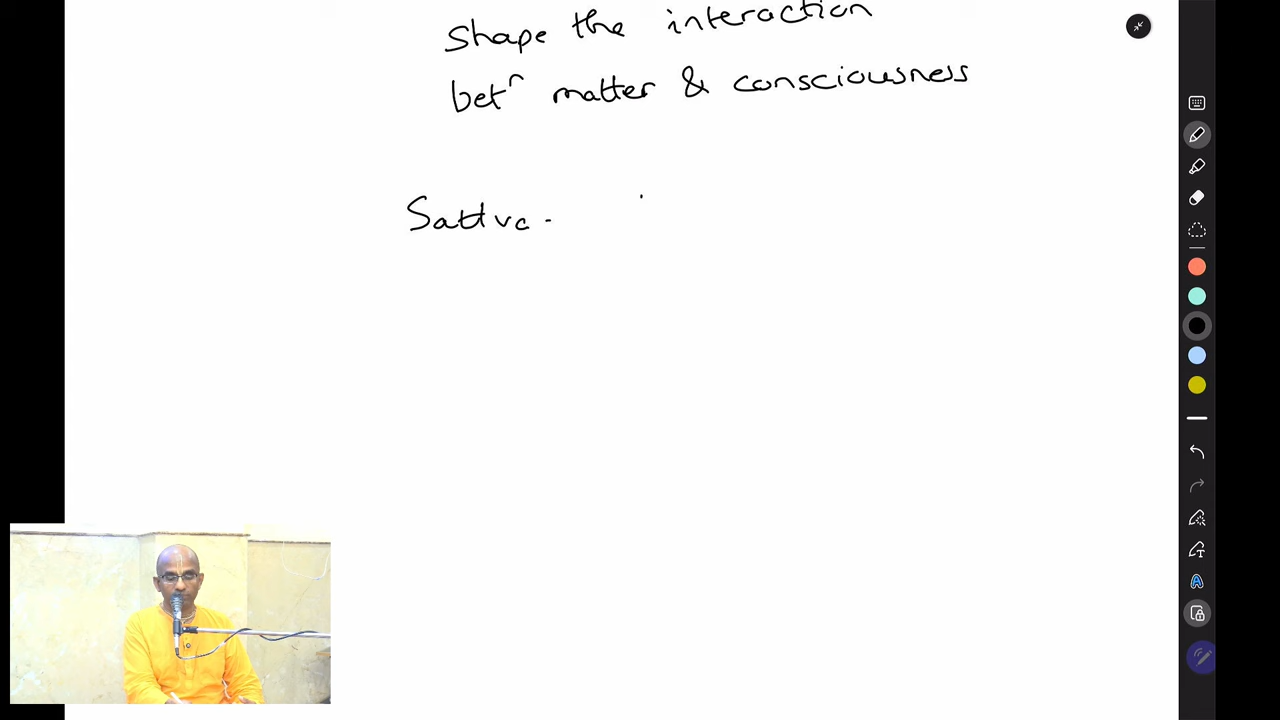 shape the interaction
betⁿ matter & consciousness
Sattva -